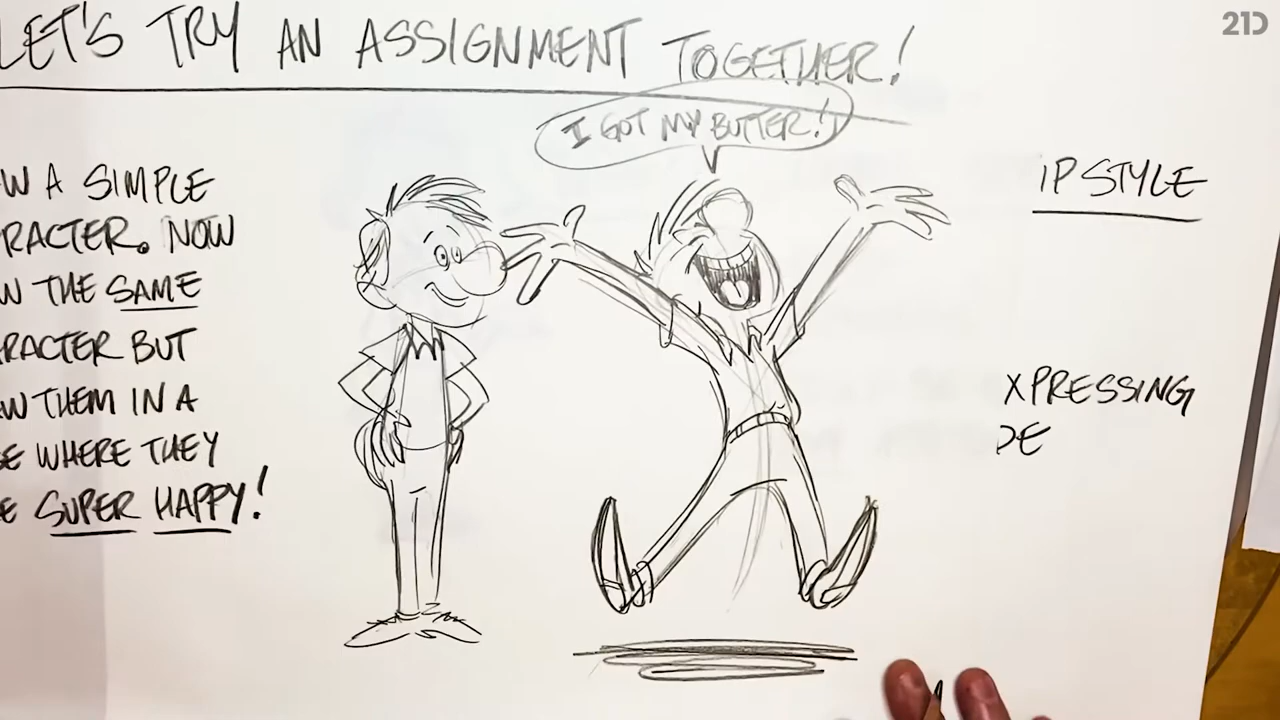 LET'S TRY AN ASSIGNMENT TOGETHER!
21D
I GOT MY BUTTER!
W A SIMPLE
RACTER. NOW
W THE SAME
RACTER BUT
W THEM IN A
E WHERE THEY
E SUPER HAPPY!
IP STYLE
XPRESSING